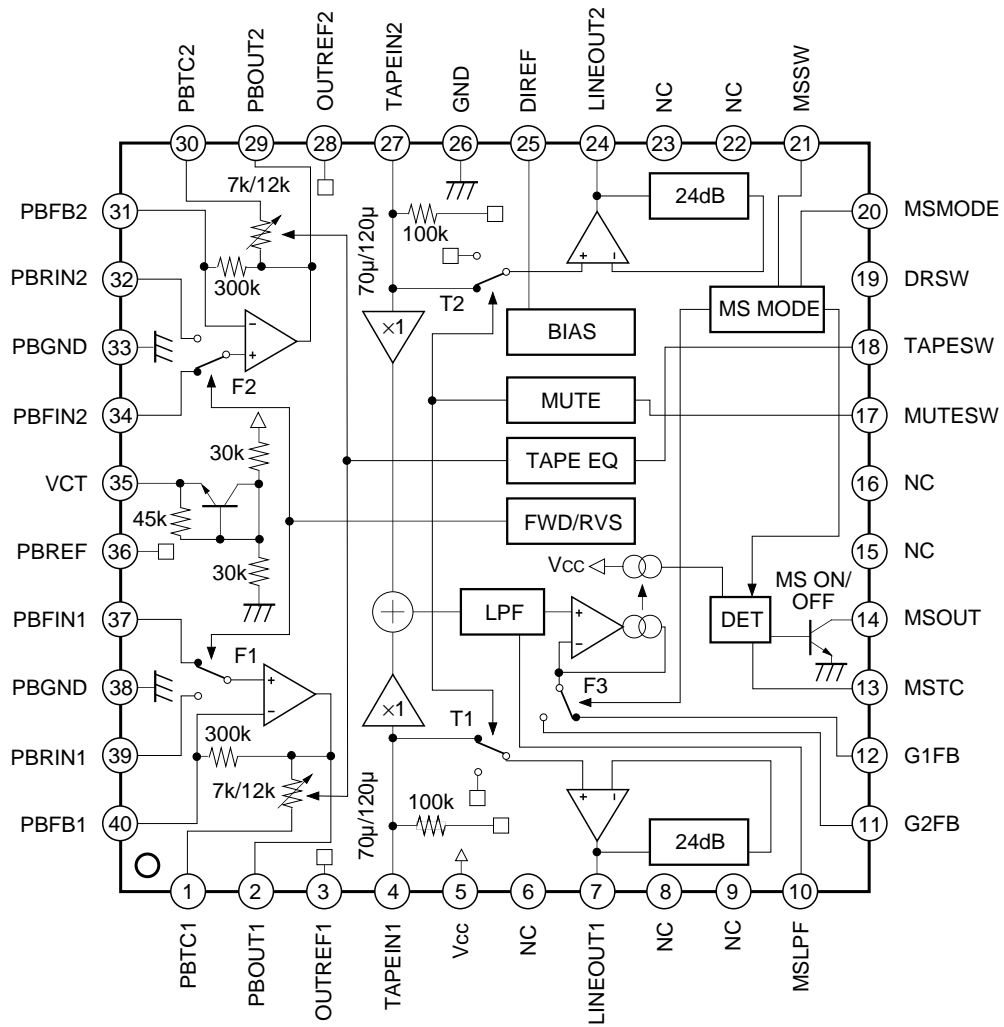 PBTC2
PBOUT2
OUTREF2
TAPEIN2
GND
DIREF
LINEOUT2
NC
NC
MSSW
30
29
28
27
26
25
24
23
22
21
7k/12k
24dB
PBFB2
31
20
MSMODE
100k
70µ/120µ
300k
+
−
PBRIN2
32
19
DRSW
T2
MS MODE
×1
BIAS
−
+
PBGND
33
18
TAPESW
F2
PBFIN2
34
MUTE
17
MUTESW
30k
TAPE EQ
VCT
35
16
NC
45k
FWD/RVS
PBREF
36
15
NC
30k
Vcc
MS ON/
OFF
PBFIN1
37
LPF
+
−
DET
14
MSOUT
F1
PBGND
38
+
−
F3
13
MSTC
×1
T1
PBRIN1
39
300k
12
G1FB
7k/12k
+
−
100k
70µ/120µ
PBFB1
40
11
G2FB
24dB
1
2
3
4
5
6
7
8
9
10
PBTC1
PBOUT1
OUTREF1
TAPEIN1
Vcc
NC
LINEOUT1
NC
NC
MSLPF